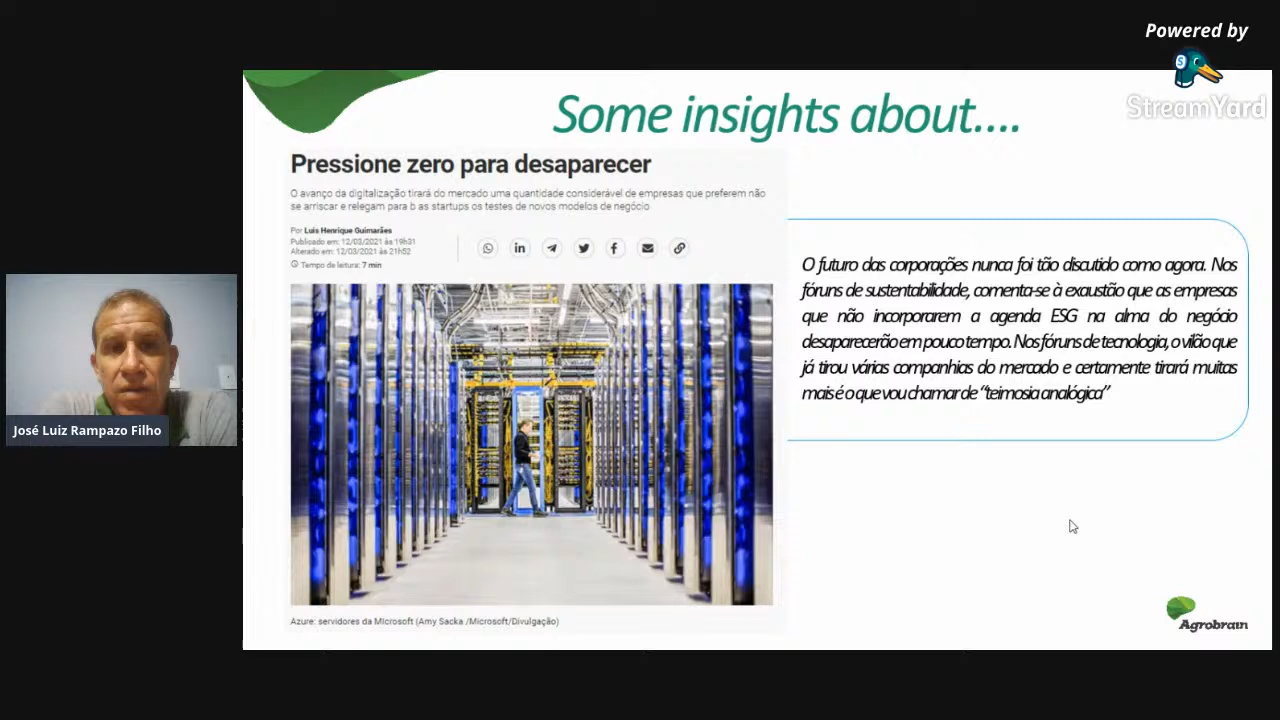 Powered by
StreamYard
Some insights about....
Pressione zero para desaparecer
O avanço da digitalização tirará do mercado uma quantidade considerável de empresas que preferem não
se arriscar e relegam para b as startups os testes de novos modelos de negócio
Por Luis Henrique Guimarães
Publicado em: 12/03/2021 às 19h31
Alterado em: 12/03/2021 às 21h52
Tempo de leitura: 7 min
O futuro das corporações nunca foi tão discutido como agora. Nos
fóruns de sustentabilidade, comenta-se à exaustão que as empresas
que não incorporarem a agenda ESG na alma do negócio
desaparecerão em pouco tempo. Nos fóruns de tecnologia, o vilão que
já tirou várias companhias do mercado e certamente tirará muitas
mais é o que vou chamar de “teimosia analógica”
José Luiz Rampazo Filho
Azure: servidores da Microsoft (Amy Sacka /Microsoft/Divulgação)
Agrobrain